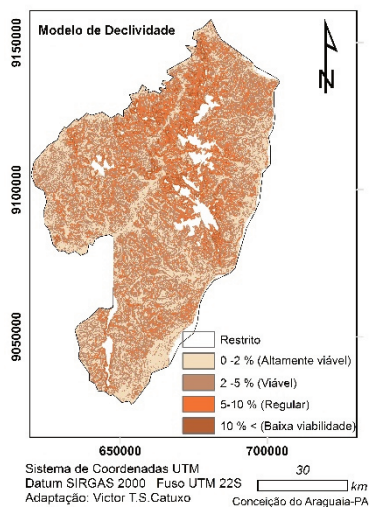 Modelo de Declividade
N
9150000
9100000
9050000
Restrito
0 -2 % (Altamente viável)
2 -5 % (Viável)
5-10 % (Regular)
10 % < (Baixa viabilidade)
650000
700000
Sistema de Coordenadas UTM
Datum SIRGAS 2000 Fuso UTM 22S
Adaptação: Victor T.S.Catuxo
30
km
Conceição do Araguaia-PA